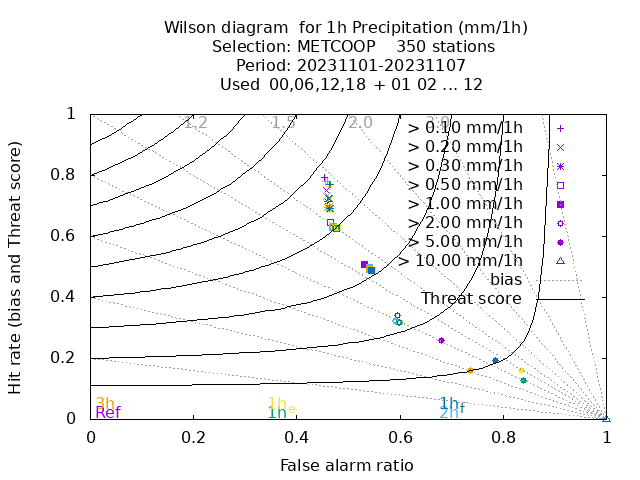 Wilson diagram for 1h Precipitation (mm/1h)
Selection: METCOOP 350 stations
Period: 20231101-20231107
Used 00,06,12,18 + 01 02 ... 12
1.2 1.5 2.0 3.0
> 0.10 mm/1h
> 0.20 mm/1h
> 0.30 mm/1h
> 0.50 mm/1h
> 1.00 mm/1h
> 2.00 mm/1h
> 5.00 mm/1h
> 10.00 mm/1h
bias
Threat score
Hit rate (bias and Threat score)
1
0.8
0.6
0.4
0.2
0
3h 1h_e 1h_f
Ref 1h 2h
0 0.2 0.4 0.6 0.8 1
False alarm ratio